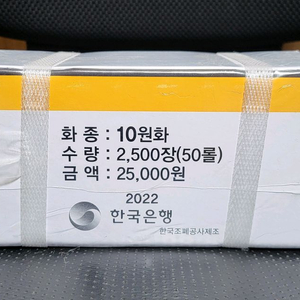 화 종 : 10원화
수 량 : 2,500장(50롤)
금 액 : 25,000원
2022
한국은행
한국조폐공사제조